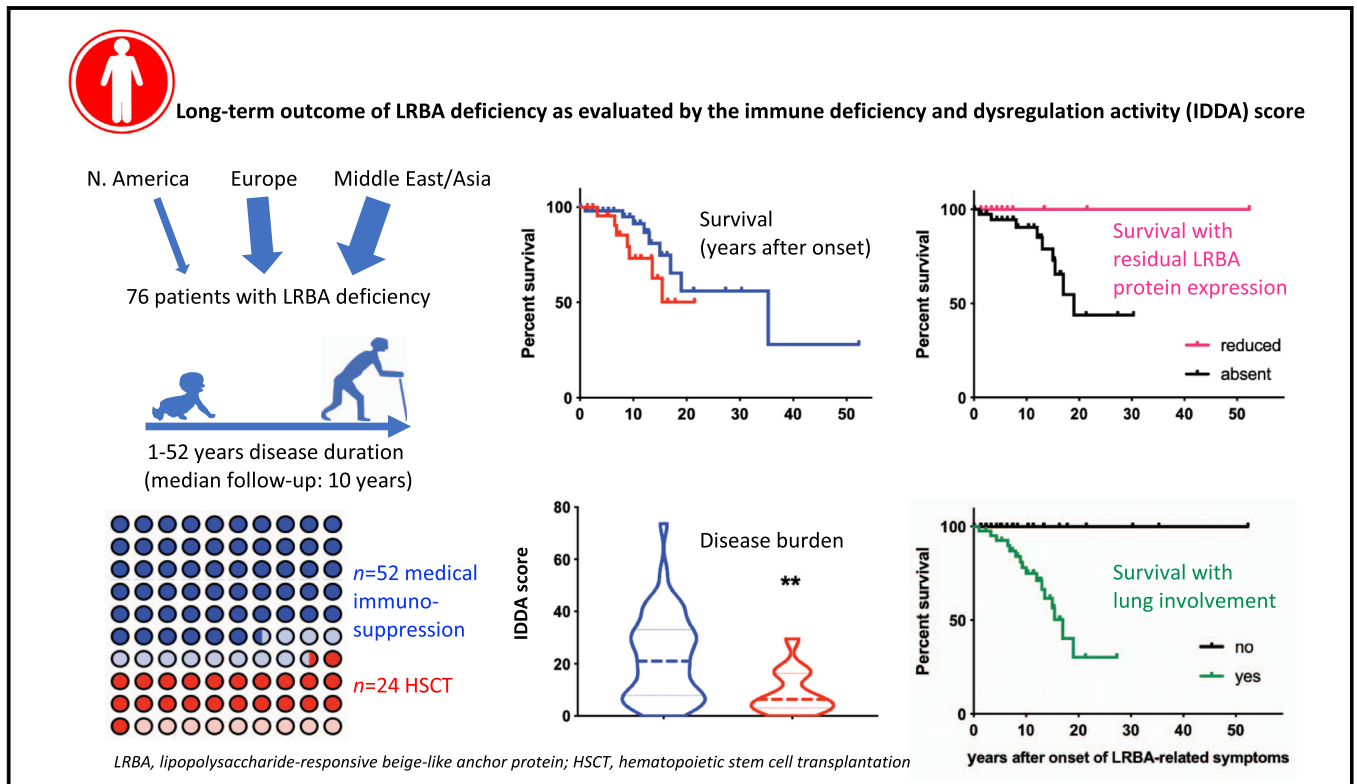 Long-term outcome of LRBA deficiency as evaluated by the immune deficiency and dysregulation activity (IDDA) score
N. America
Europe
Middle East/Asia
76 patients with LRBA deficiency
1-52 years disease duration
(median follow-up: 10 years)
n=52 medical
immuno-
suppression
n=24 HSCT
Percent survival
100
50
0
0 10 20 30 40 50
Survival
(years after onset)
Percent survival
100
50
0
0 10 20 30 40 50
Survival with
residual LRBA
protein expression
reduced
absent
IDDA score
80
60
40
20
0
Disease burden
**
Percent survival
100
50
0
0 10 20 30 40 50
Survival with
lung involvement
no
yes
years after onset of LRBA-related symptoms
LRBA, lipopolysaccharide-responsive beige-like anchor protein; HSCT, hematopoietic stem cell transplantation